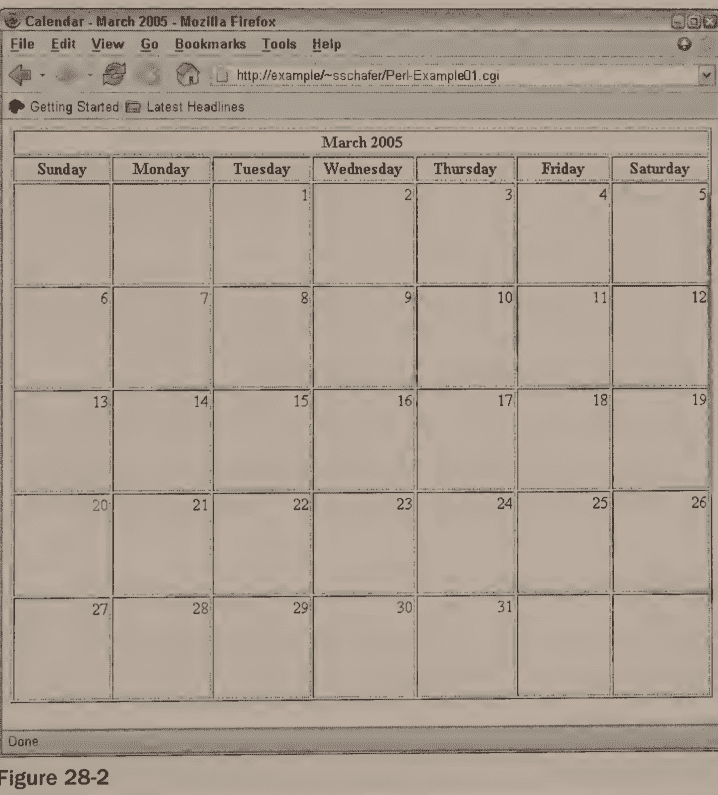 Calendar - March 2005 - Mozilla Firefox
File Edit View Go Bookmarks Tools Help
http://example/~sschafer/Perl-Example01.cgi
Getting Started Latest Headlines
March 2005
Sunday Monday Tuesday Wednesday Thursday Friday Saturday
1 2 3 4 5
6 7 8 9 10 11 12
13 14 15 16 17 18 19
20 21 22 23 24 25 26
27 28 29 30 31
Done
Figure 28-2